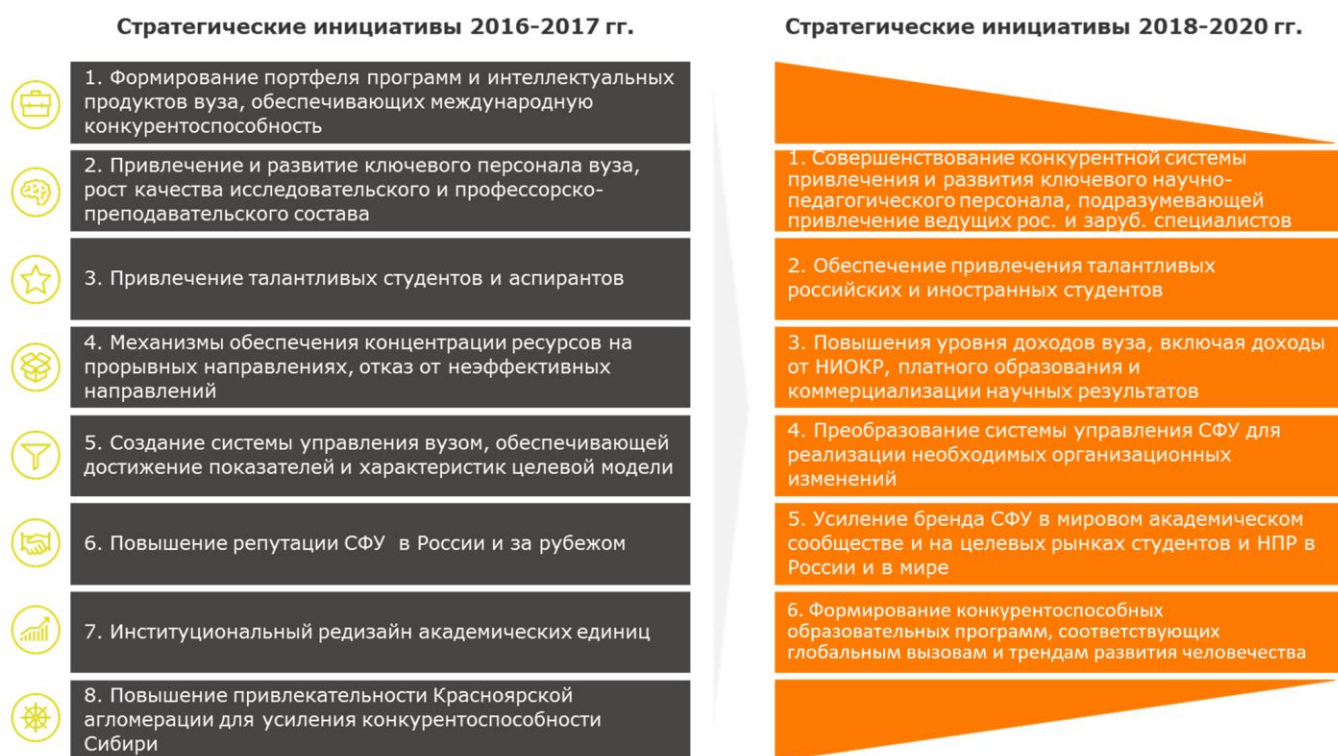 Стратегические инициативы 2016-2017 гг.
1. Формирование портфеля программ и интеллектуальных
продуктов вуза, обеспечивающих международную
конкурентоспособность
2. Привлечение и развитие ключевого персонала вуза,
рост качества исследовательского и профессорско-
преподавательского состава
3. Привлечение талантливых студентов и аспирантов
4. Механизмы обеспечения концентрации ресурсов на
прорывных направлениях, отказ от неэффективных
направлений
5. Создание системы управления вузом, обеспечивающей
достижение показателей и характеристик целевой модели
6. Повышение репутации СФУ в России и за рубежом
7. Институциональный редизайн академических единиц
8. Повышение привлекательности Красноярской
агломерации для усиления конкурентоспособности
Сибири
Стратегические инициативы 2018-2020 гг.
1. Совершенствование конкурентной системы
привлечения и развития ключевого научно-
педагогического персонала, подразумевающей
привлечение ведущих рос. и заруб. специалистов
2. Обеспечение привлечения талантливых
российских и иностранных студентов
3. Повышения уровня доходов вуза, включая доходы
от НИОКР, платного образования и
коммерциализации научных результатов
4. Преобразование системы управления СФУ для
реализации необходимых организационных
изменений
5. Усиление бренда СФУ в мировом академическом
сообществе и на целевых рынках студентов и НПР в
России и в мире
6. Формирование конкурентоспособных
образовательных программ, соответствующих
глобальным вызовам и трендам развития человечества